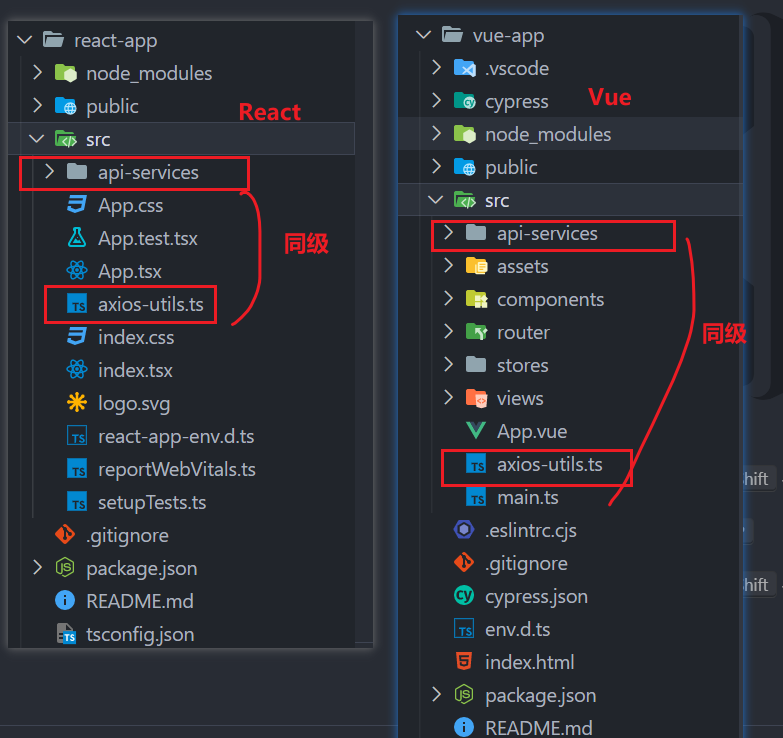 react-app
node_modules
public
React
src
api-services
App.css
App.test.tsx
同级
App.tsx
axios-utils.ts
index.css
index.tsx
logo.svg
react-app-env.d.ts
reportWebVitals.ts
setupTests.ts
.gitignore
package.json
README.md
tsconfig.json
vue-app
.vscode
cypress
Vue
node_modules
public
src
api-services
assets
components
router
同级
stores
views
App.vue
axios-utils.ts
main.ts
.eslintrc.cjs
.gitignore
cypress.json
env.d.ts
index.html
package.json
README.md
hift
hift